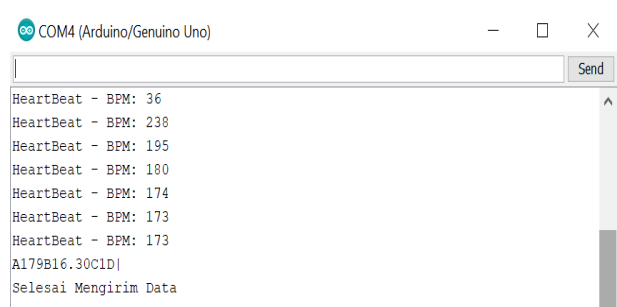 COM4 (Arduino/Genuino Uno)
Send
HeartBeat - BPM: 36
HeartBeat - BPM: 238
HeartBeat - BPM: 195
HeartBeat - BPM: 180
HeartBeat - BPM: 174
HeartBeat - BPM: 173
HeartBeat - BPM: 173
A179B16.30C1D|
Selesai Mengirim Data